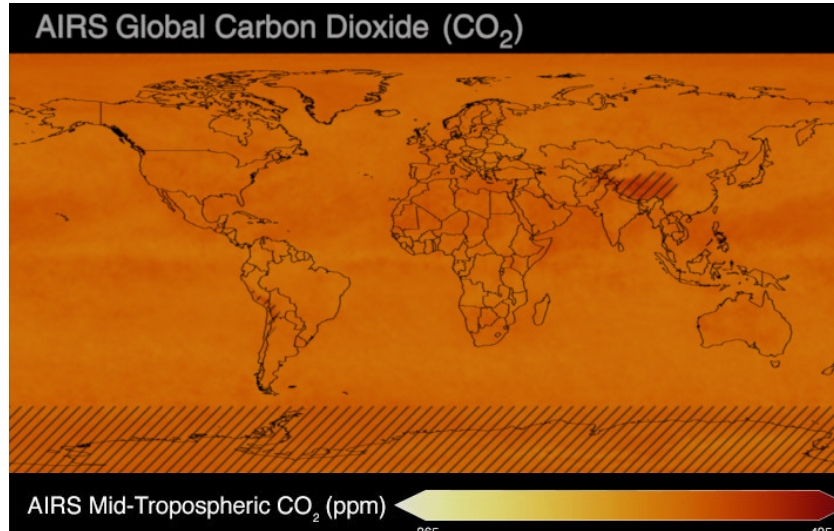 AIRS Global Carbon Dioxide (CO₂)
AIRS Mid-Tropospheric CO₂ (ppm)